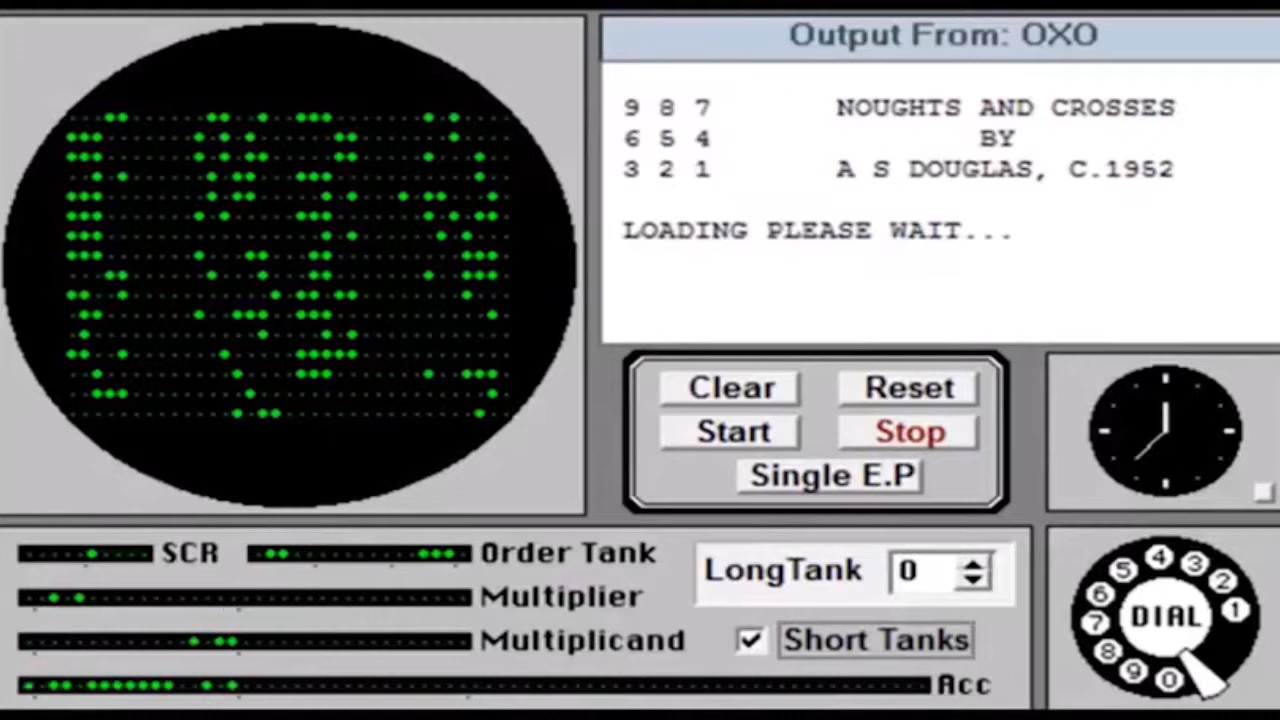 Output From: OXO
9 8 7 NOUGHTS AND CROSSES
6 5 4 BY
3 2 1 A S DOUGLAS, C.1952
LOADING PLEASE WAIT...
Clear Reset
Start Stop
Single E.P
SCR Order Tank
LongTank 0
Multiplier
Multiplicand
Short Tanks
Acc
4
5 3
6 2
7 DIAL 1
8
9 0